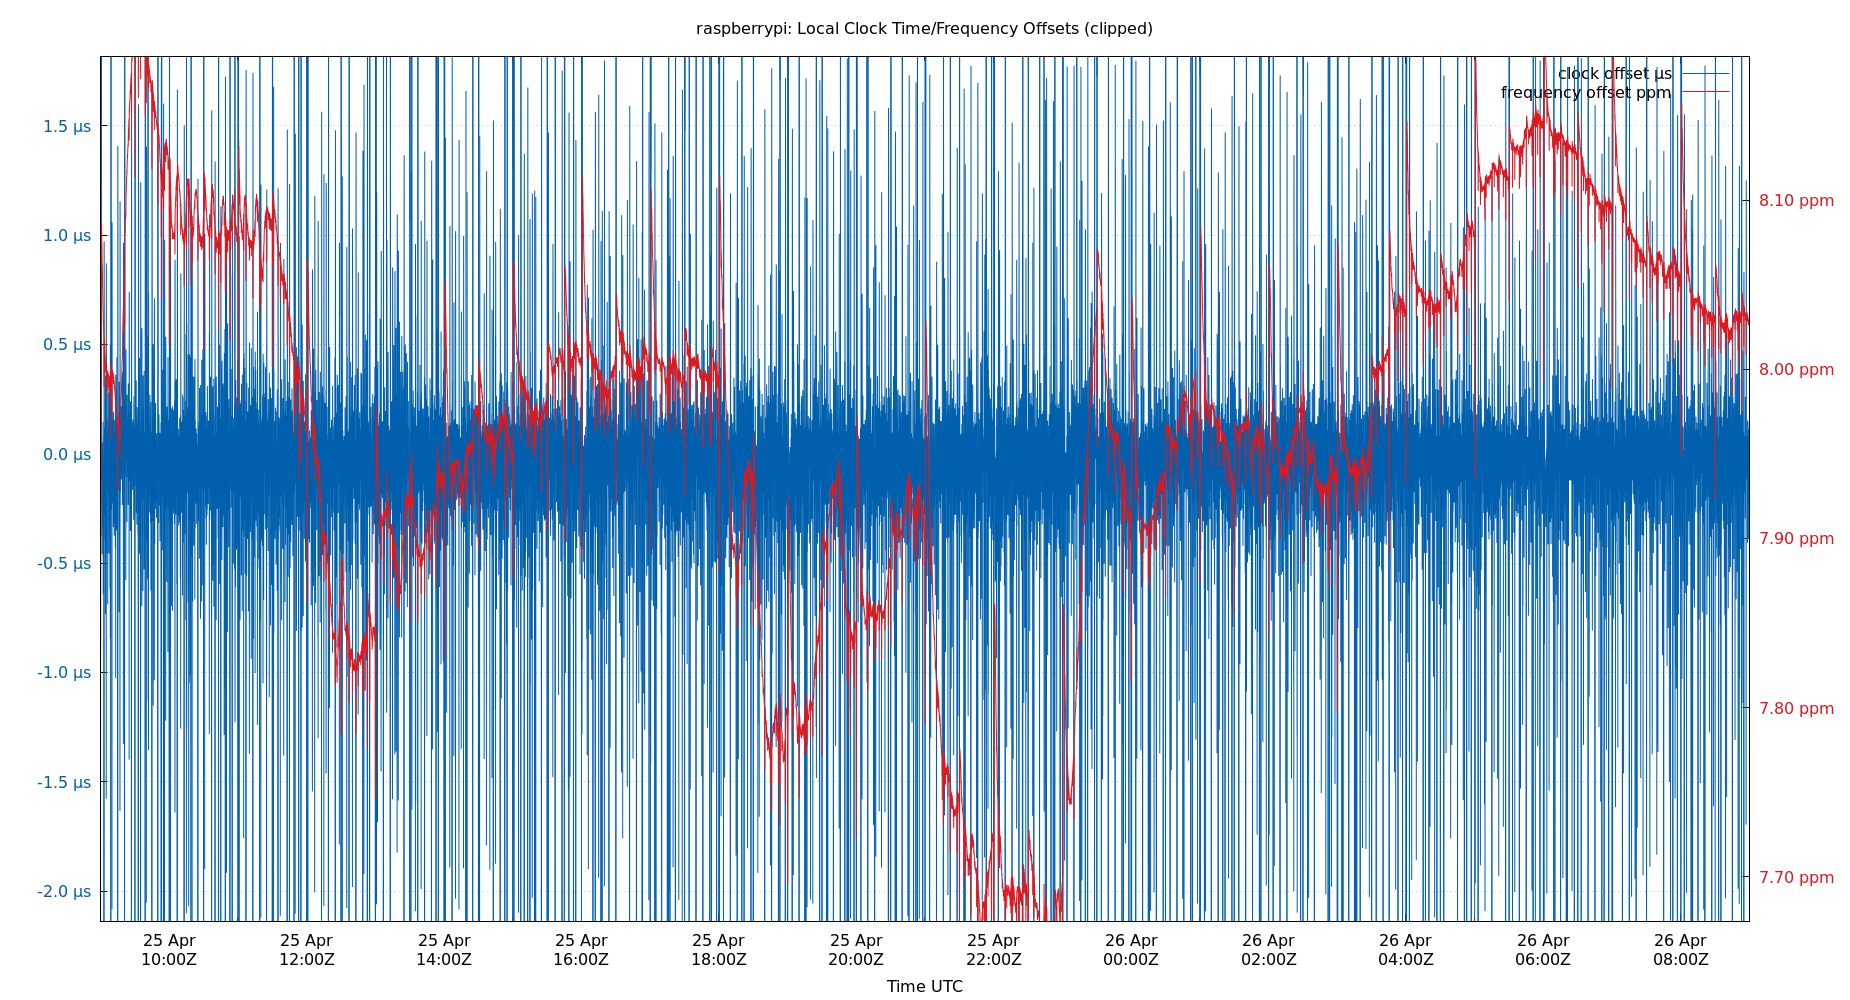 raspberrypi: Local Clock Time/Frequency Offsets (clipped)
clock offset µs
frequency offset ppm
1.5 µs
1.0 µs
0.5 µs
0.0 µs
-0.5 µs
-1.0 µs
-1.5 µs
-2.0 µs
8.10 ppm
8.00 ppm
7.90 ppm
7.80 ppm
7.70 ppm
25 Apr 25 Apr 25 Apr 25 Apr 25 Apr 25 Apr 25 Apr 26 Apr 26 Apr 26 Apr 26 Apr 26 Apr
10:00Z 12:00Z 14:00Z 16:00Z 18:00Z 20:00Z 22:00Z 00:00Z 02:00Z 04:00Z 06:00Z 08:00Z
Time UTC